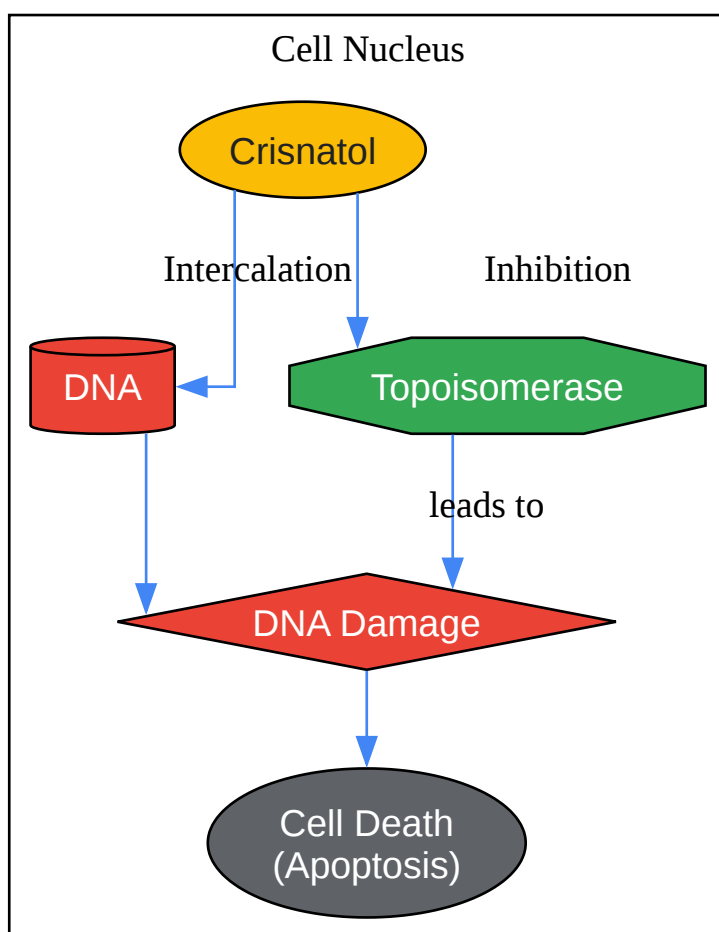 Cell Nucleus
Crisnatol
Intercalation
Inhibition
DNA
Topoisomerase
leads to
DNA Damage
Cell Death
(Apoptosis)